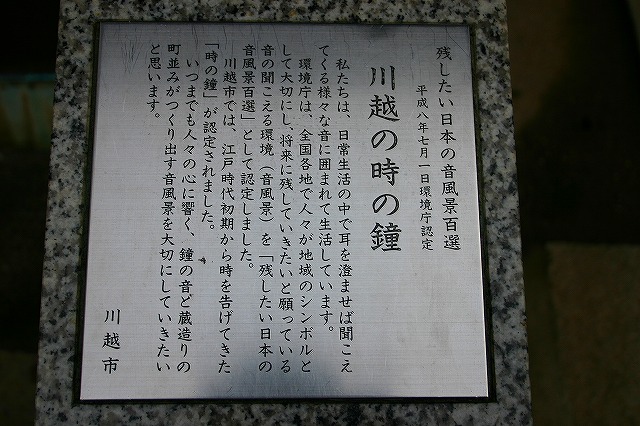 残したい日本の音風景百選
平成八年七月一日環境庁認定
川越の時の鐘
私たちは、日常生活の中で耳を澄ませば聞こえ
てくる様々な音に囲まれて生活しています。
環境庁は、全国各地で人々が地域のシンボルと
して大切にし、将来に残していきたいと願っている
音の聞こえる環境（音風景）を「残したい日本の
音風景百選」として認定しました。
川越市では、江戸時代初期から時を告げてきた
「時の鐘」が認定されました。
いつまでも人々の心に響く、鐘の音と蔵造りの
町並みがつくり出す音風景を大切にしていきたい
と思います。
川越市